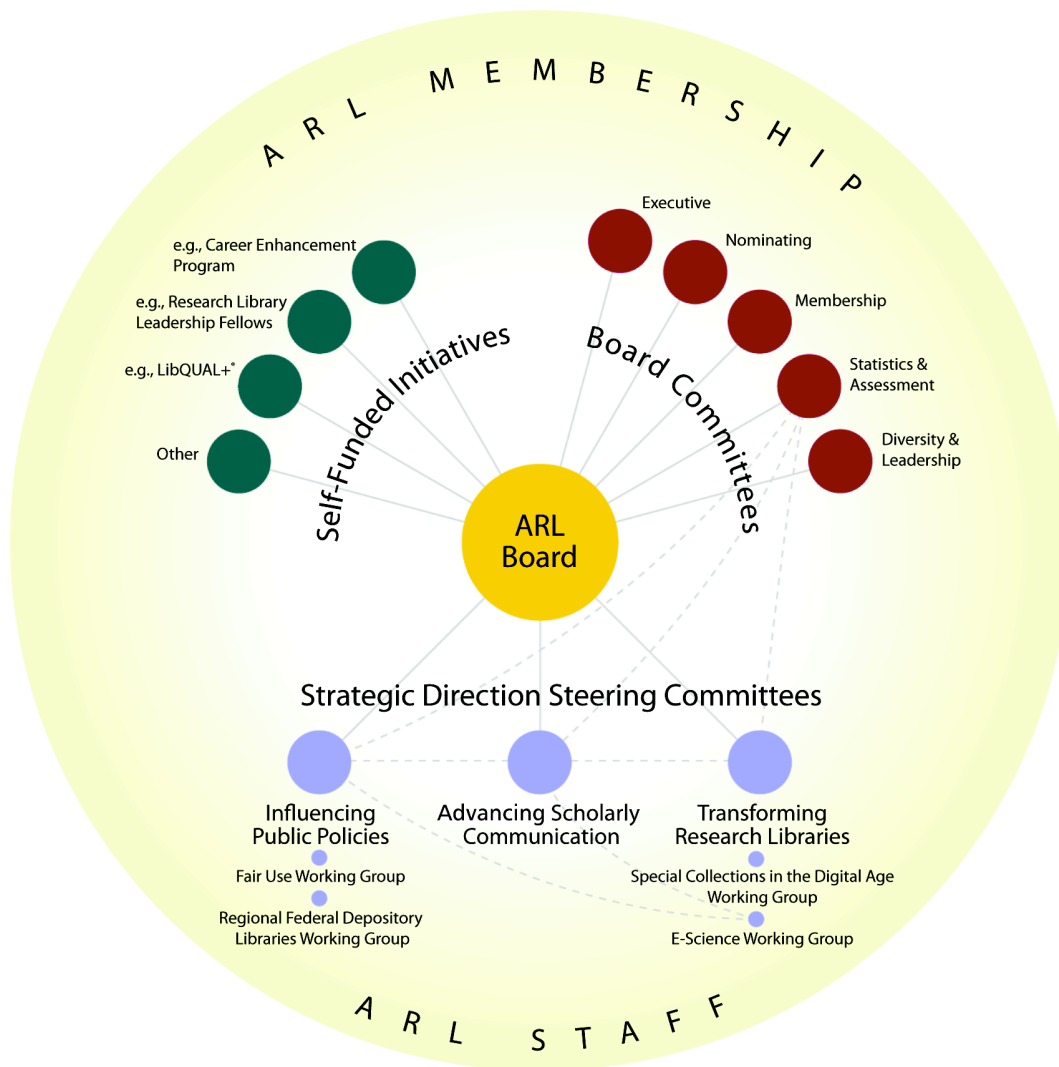 ARL MEMBERSHIP
Executive
Nominating
Membership
Statistics &
Assessment
Diversity &
Leadership
e.g., Career Enhancement
Program
e.g., Research Library
Leadership Fellows
e.g., LibQUAL+®
Other
Self-Funded Initiatives
Board Committees
ARL
Board
Strategic Direction Steering Committees
Influencing
Public Policies
Fair Use Working Group
Regional Federal Depository
Libraries Working Group
Advancing Scholarly
Communication
Transforming
Research Libraries
Special Collections in the Digital Age
Working Group
E-Science Working Group
ARL STAFF